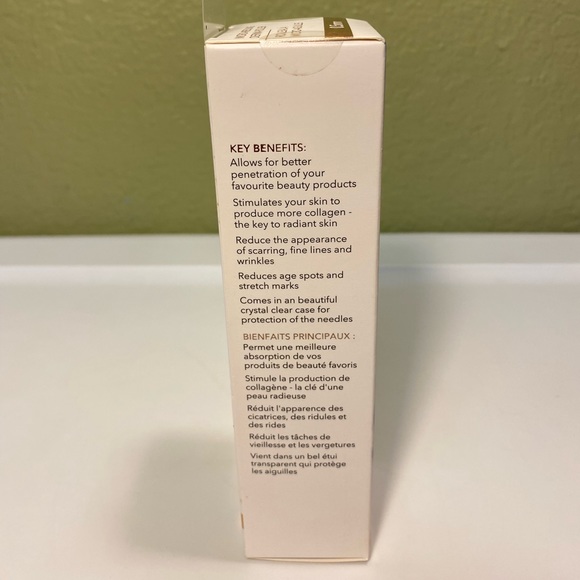 KEY BENEFITS:
Allows for better
penetration of your
favourite beauty products
Stimulates your skin to
produce more collagen -
the key to radiant skin
Reduce the appearance
of scarring, fine lines and
wrinkles
Reduces age spots and
stretch marks
Comes in an beautiful
crystal clear case for
protection of the needles
BIENFAITS PRINCIPAUX :
Permet une meilleure
absorption de vos
produits de beauté favoris
Stimule la production de
collagène - la clé d'une
peau radieuse
Réduit l'apparence des
cicatrices, des ridules et
des rides
Réduit les tâches de
vieillesse et les vergetures
Vient dans un bel étui
transparent qui protège
les aiguilles